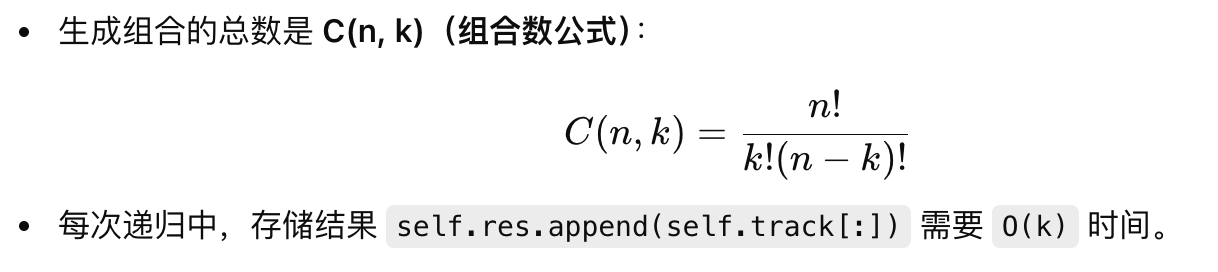 • 生成组合的总数是 C(n, k)（组合数公式）：
C(n, k) = n! / k!(n − k)!
• 每次递归中，存储结果 self.res.append(self.track[:]) 需要 O(k) 时间。